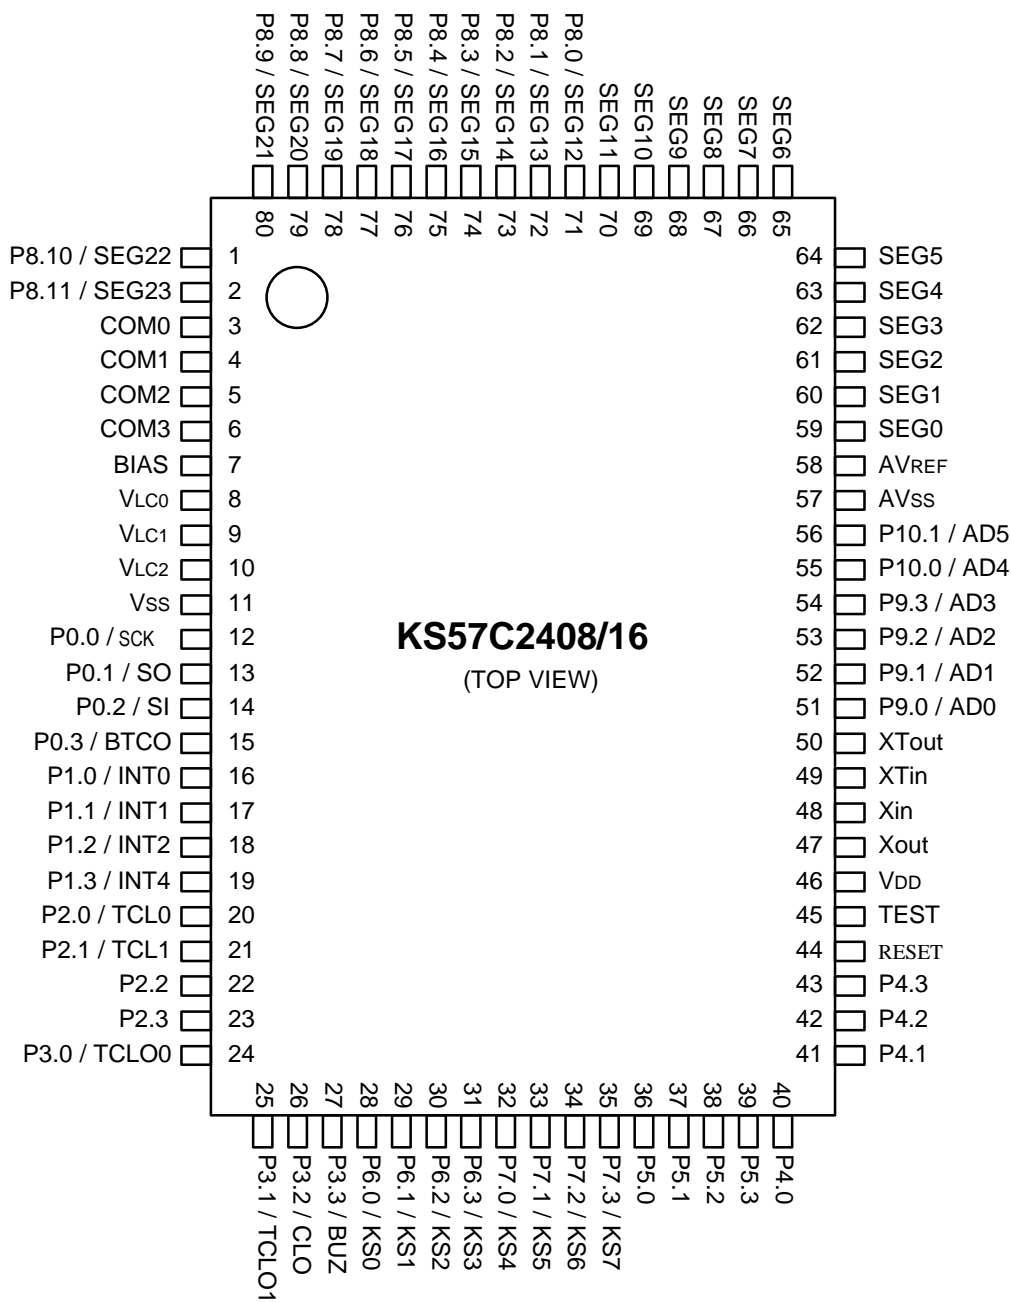 P8.9 / SEG21
P8.8 / SEG20
P8.7 / SEG19
P8.6 / SEG18
P8.5 / SEG17
P8.4 / SEG16
P8.3 / SEG15
P8.2 / SEG14
P8.1 / SEG13
P8.0 / SEG12
SEG11
SEG10
SEG9
SEG8
SEG7
SEG6
80
79
78
77
76
75
74
73
72
71
70
69
68
67
66
65
P8.10 / SEG22 1
P8.11 / SEG23 2
COM0 3
COM1 4
COM2 5
COM3 6
BIAS 7
VLC0 8
VLC1 9
VLC2 10
VSS 11
P0.0 / SCK 12
P0.1 / SO 13
P0.2 / SI 14
P0.3 / BTCO 15
P1.0 / INT0 16
P1.1 / INT1 17
P1.2 / INT2 18
P1.3 / INT4 19
P2.0 / TCL0 20
P2.1 / TCL1 21
P2.2 22
P2.3 23
P3.0 / TCLO0 24
KS57C2408/16
(TOP VIEW)
64 SEG5
63 SEG4
62 SEG3
61 SEG2
60 SEG1
59 SEG0
58 AVREF
57 AVSS
56 P10.1 / AD5
55 P10.0 / AD4
54 P9.3 / AD3
53 P9.2 / AD2
52 P9.1 / AD1
51 P9.0 / AD0
50 XTout
49 XTin
48 Xin
47 Xout
46 VDD
45 TEST
44 RESET
43 P4.3
42 P4.2
41 P4.1
25
26
27
28
29
30
31
32
33
34
35
36
37
38
39
40
P3.1 / TCLO1
P3.2 / CLO
P3.3 / BUZ
P6.0 / KS0
P6.1 / KS1
P6.2 / KS2
P6.3 / KS3
P7.0 / KS4
P7.1 / KS5
P7.2 / KS6
P7.3 / KS7
P5.0
P5.1
P5.2
P5.3
P4.0